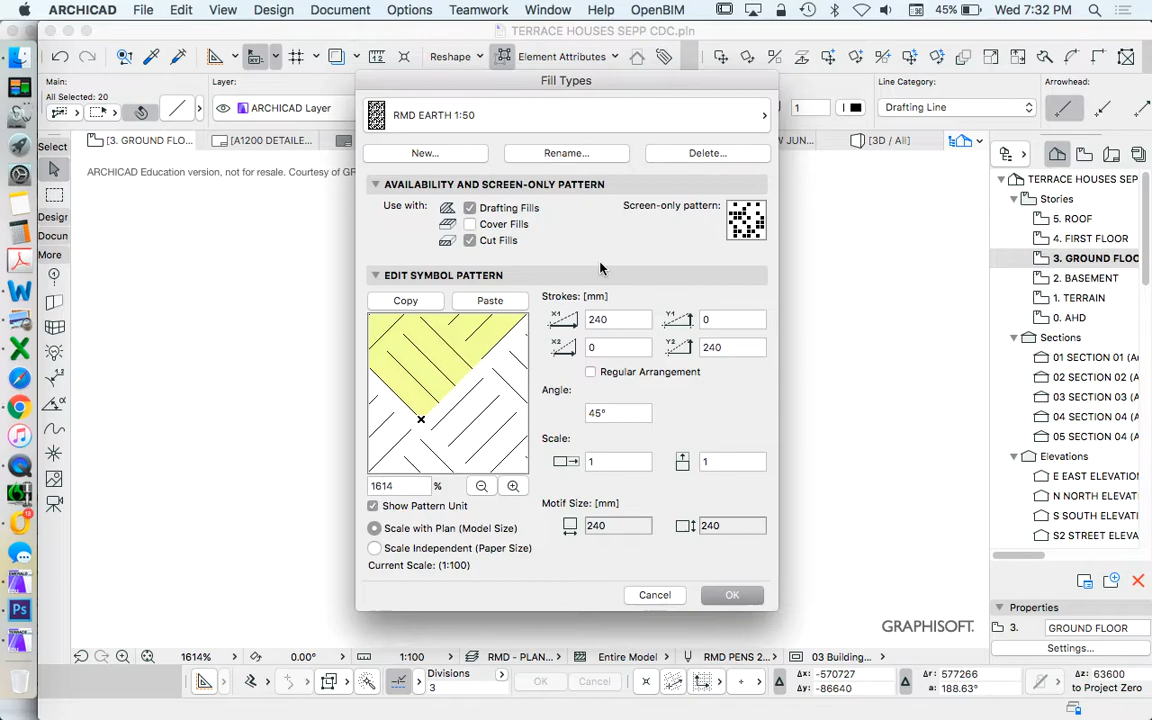 ARCHICAD File Edit View Design Document Options Teamwork Window Help OpenBIM 45% Wed 7:32 PM
TERRACE HOUSES SEPP CDC.pln
Reshape Element Attributes
Main:
All Selected: 20
Layer:
ARCHICAD Layer
Line Category:
Drafting Line
Arrowhead:
1
[3. GROUND FLO... [A1200 DETAILE... W JUN... [3D / All]
ARCHICAD Education version, not for resale. Courtesy of GR
Select
Design
Docun
More
Fill Types
RMD EARTH 1:50
New... Rename... Delete...
AVAILABILITY AND SCREEN-ONLY PATTERN
Use with: Drafting Fills
Cover Fills
Cut Fills
Screen-only pattern:
EDIT SYMBOL PATTERN
Copy Paste
Strokes: [mm]
X1 240 Y1 0
X2 0 Y2 240
Regular Arrangement
Angle:
45°
Scale:
1 1
1614 %
Show Pattern Unit
Scale with Plan (Model Size)
Scale Independent (Paper Size)
Current Scale: (1:100)
Motif Size: [mm]
240 240
Cancel OK
TERRACE HOUSES SEP
Stories
5. ROOF
4. FIRST FLOOR
3. GROUND FLOO
2. BASEMENT
1. TERRAIN
0. AHD
Sections
01 SECTION 01 (A
02 SECTION 02 (A
03 SECTION 03 (A
04 SECTION 04 (A
05 SECTION 05 (A
Elevations
E EAST ELEVATION
N NORTH ELEVAT
S SOUTH ELEVATI
S2 STREET ELEVA
Properties
3. GROUND FLOOR
Settings...
GRAPHISOFT.
1614% 0.00° 1:100 RMD - PLAN... Entire Model RMD PENS 2... 03 Building...
Divisions
3
OK Cancel
Δx: -570727
Δy: -86640
Δr: 577266
a: 188.63°
Δz: 63600
to Project Zero